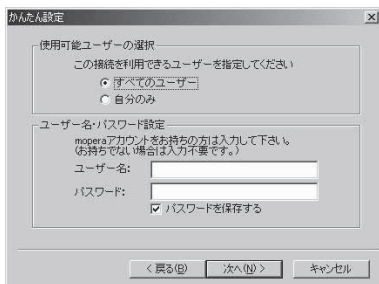 かんたん設定
使用可能ユーザーの選択
この接続を利用できるユーザーを指定してください
すべてのユーザー
自分のみ
ユーザー名・パスワード設定
moperaアカウントをお持ちの方は入力して下さい。
(お持ちでない場合は入力不要です。)
ユーザー名:
パスワード:
パスワードを保存する
< 戻る(B)
次へ(N) >
キャンセル